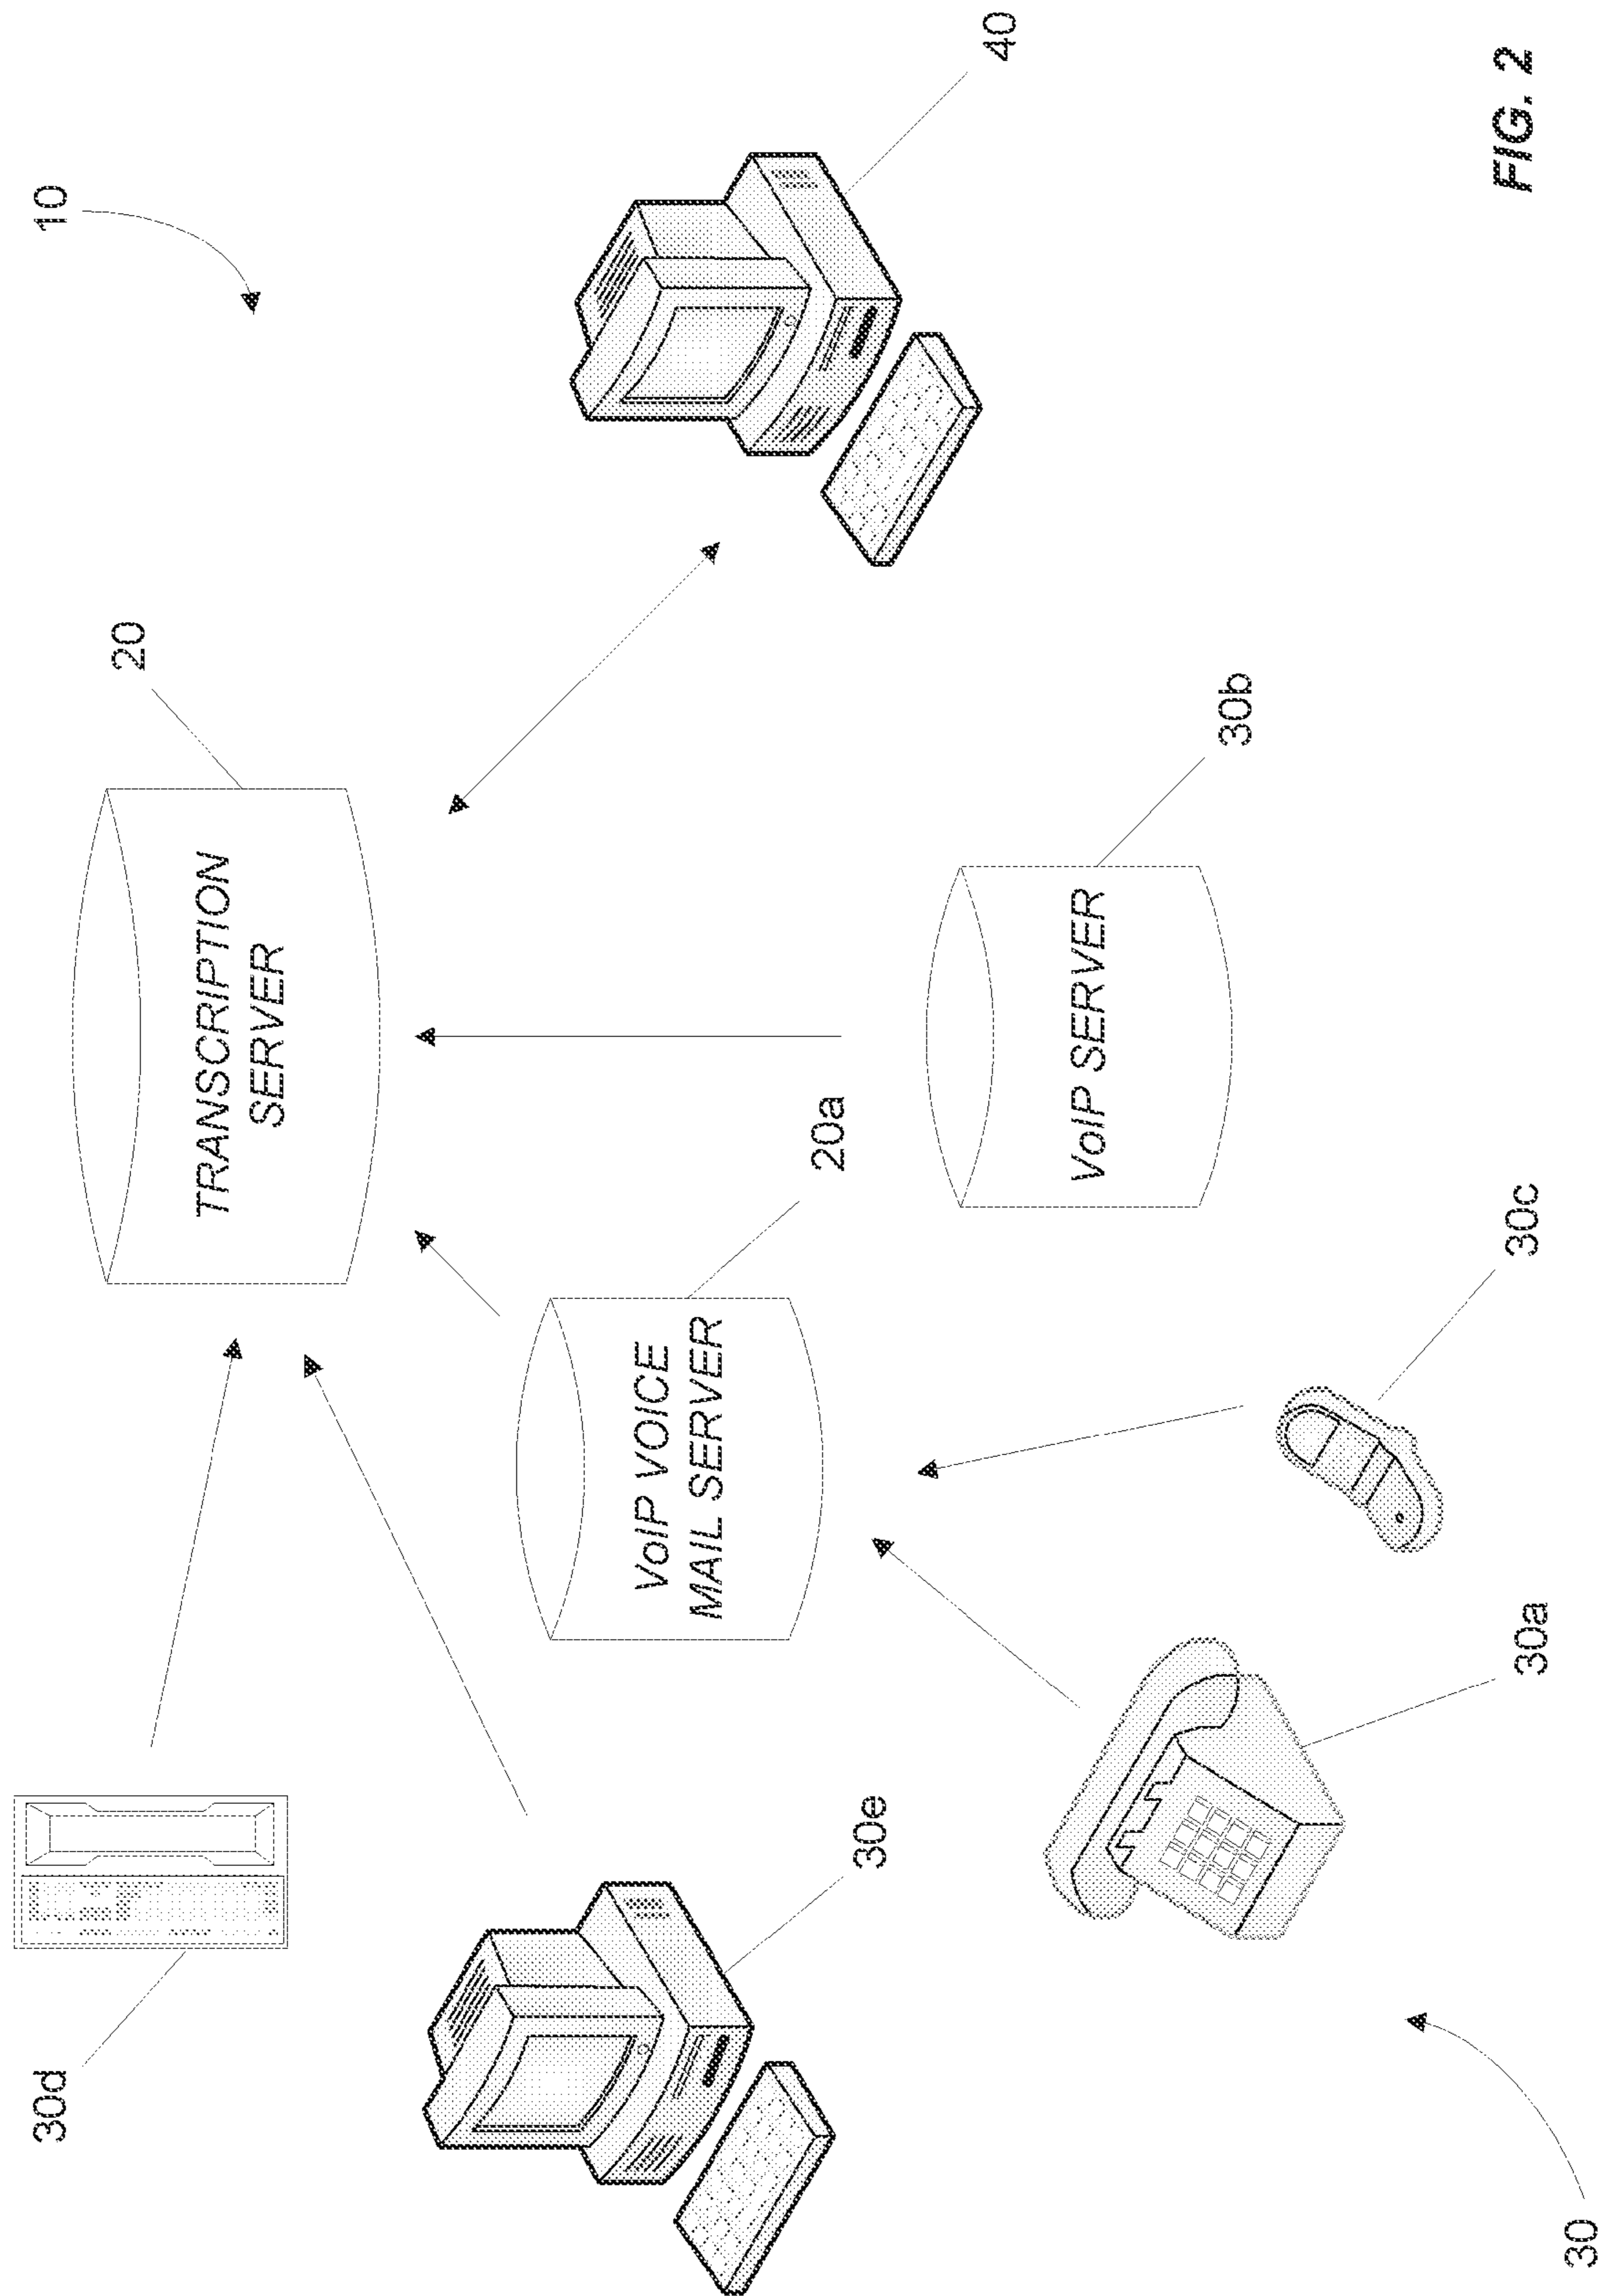 10
30d
20
TRANSCRIPTION
SERVER
30e
VoIP VOICE
MAIL SERVER
20a
40
30a
30c
VoIP SERVER
30b
30
FIG. 2